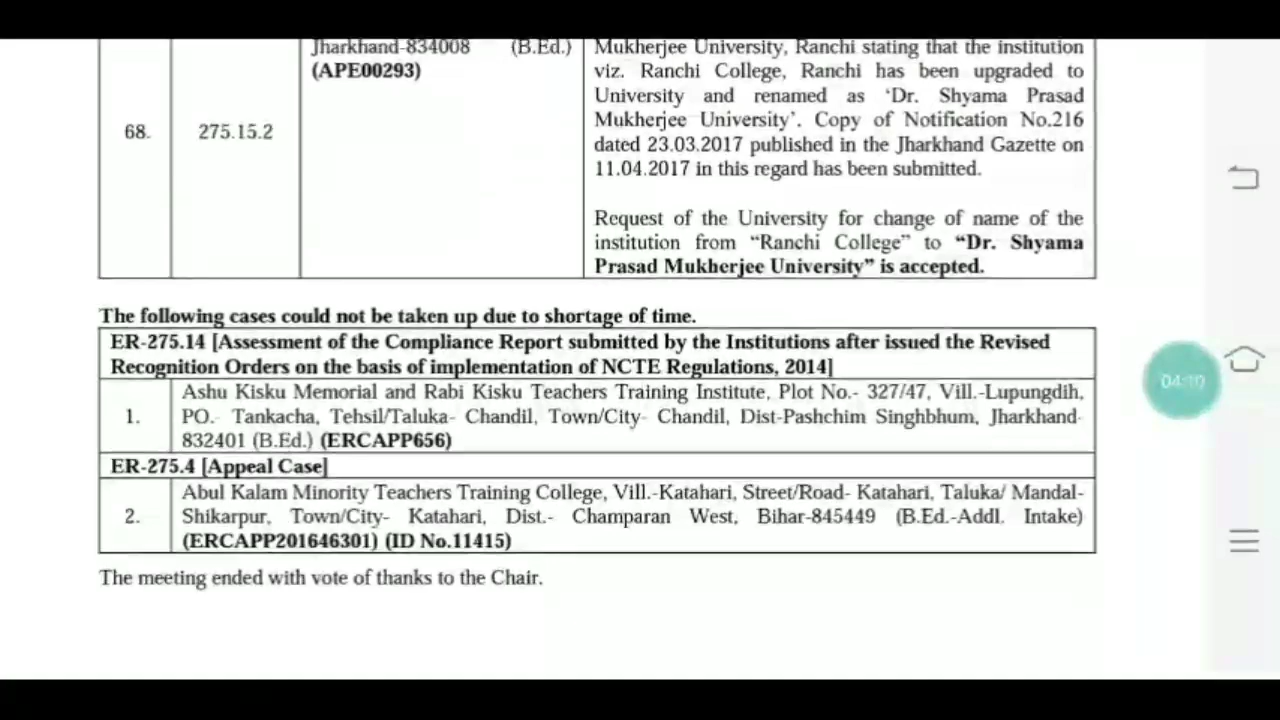 Jharkhand-834008 (B.Ed.)
(APE00293)
68.
275.15.2
Mukherjee University, Ranchi stating that the institution
viz. Ranchi College, Ranchi has been upgraded to
University and renamed as ‘Dr. Shyama Prasad
Mukherjee University’. Copy of Notification No.216
dated 23.03.2017 published in the Jharkhand Gazette on
11.04.2017 in this regard has been submitted.
Request of the University for change of name of the
institution from “Ranchi College” to “Dr. Shyama
Prasad Mukherjee University” is accepted.
The following cases could not be taken up due to shortage of time.
ER-275.14 [Assessment of the Compliance Report submitted by the Institutions after issued the Revised
Recognition Orders on the basis of implementation of NCTE Regulations, 2014]
1.
Ashu Kisku Memorial and Rabi Kisku Teachers Training Institute, Plot No.- 327/47, Vill.-Lupungdih,
PO.- Tankacha, Tehsil/Taluka- Chandil, Town/City- Chandil, Dist-Pashchim Singhbhum, Jharkhand-
832401 (B.Ed.) (ERCAPP656)
ER-275.4 [Appeal Case]
2.
Abul Kalam Minority Teachers Training College, Vill.-Katahari, Street/Road- Katahari, Taluka/ Mandal-
Shikarpur, Town/City- Katahari, Dist.- Champaran West, Bihar-845449 (B.Ed.-Addl. Intake)
(ERCAPP201646301) (ID No.11415)
The meeting ended with vote of thanks to the Chair.
04:10